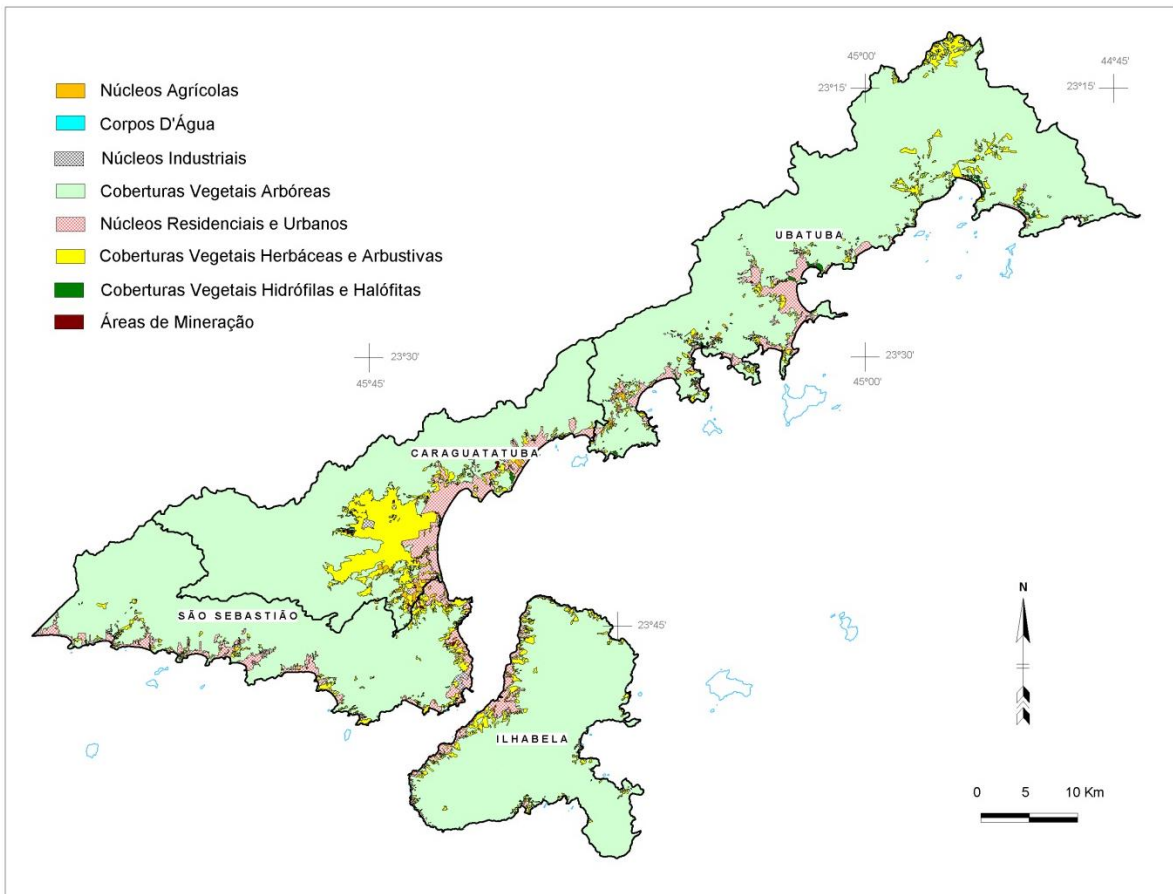 45°00'
44°45'
23°15'
23°15'
Núcleos Agrícolas
Corpos D'Água
Núcleos Industriais
Coberturas Vegetais Arbóreas
Núcleos Residenciais e Urbanos
Coberturas Vegetais Herbáceas e Arbustivas
Coberturas Vegetais Hidrófilas e Halófitas
Áreas de Mineração
UBATUBA
23°30'
45°45'
23°30'
45°00'
CARAGUATATUBA
SÃO SEBASTIÃO
23°45'
N
ILHABELA
0 5 10 Km